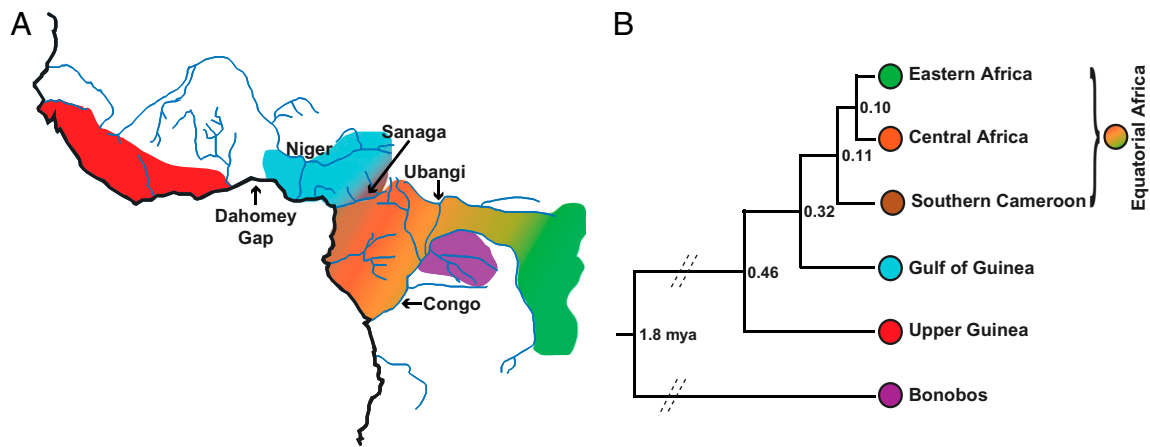 A
Niger
Sanaga
Ubangi
Dahomey
Gap
Congo
B
Eastern Africa
0.10
Central Africa
0.11
Southern Cameroon
Equatorial Africa
0.32
Gulf of Guinea
0.46
Upper Guinea
1.8 mya
Bonobos